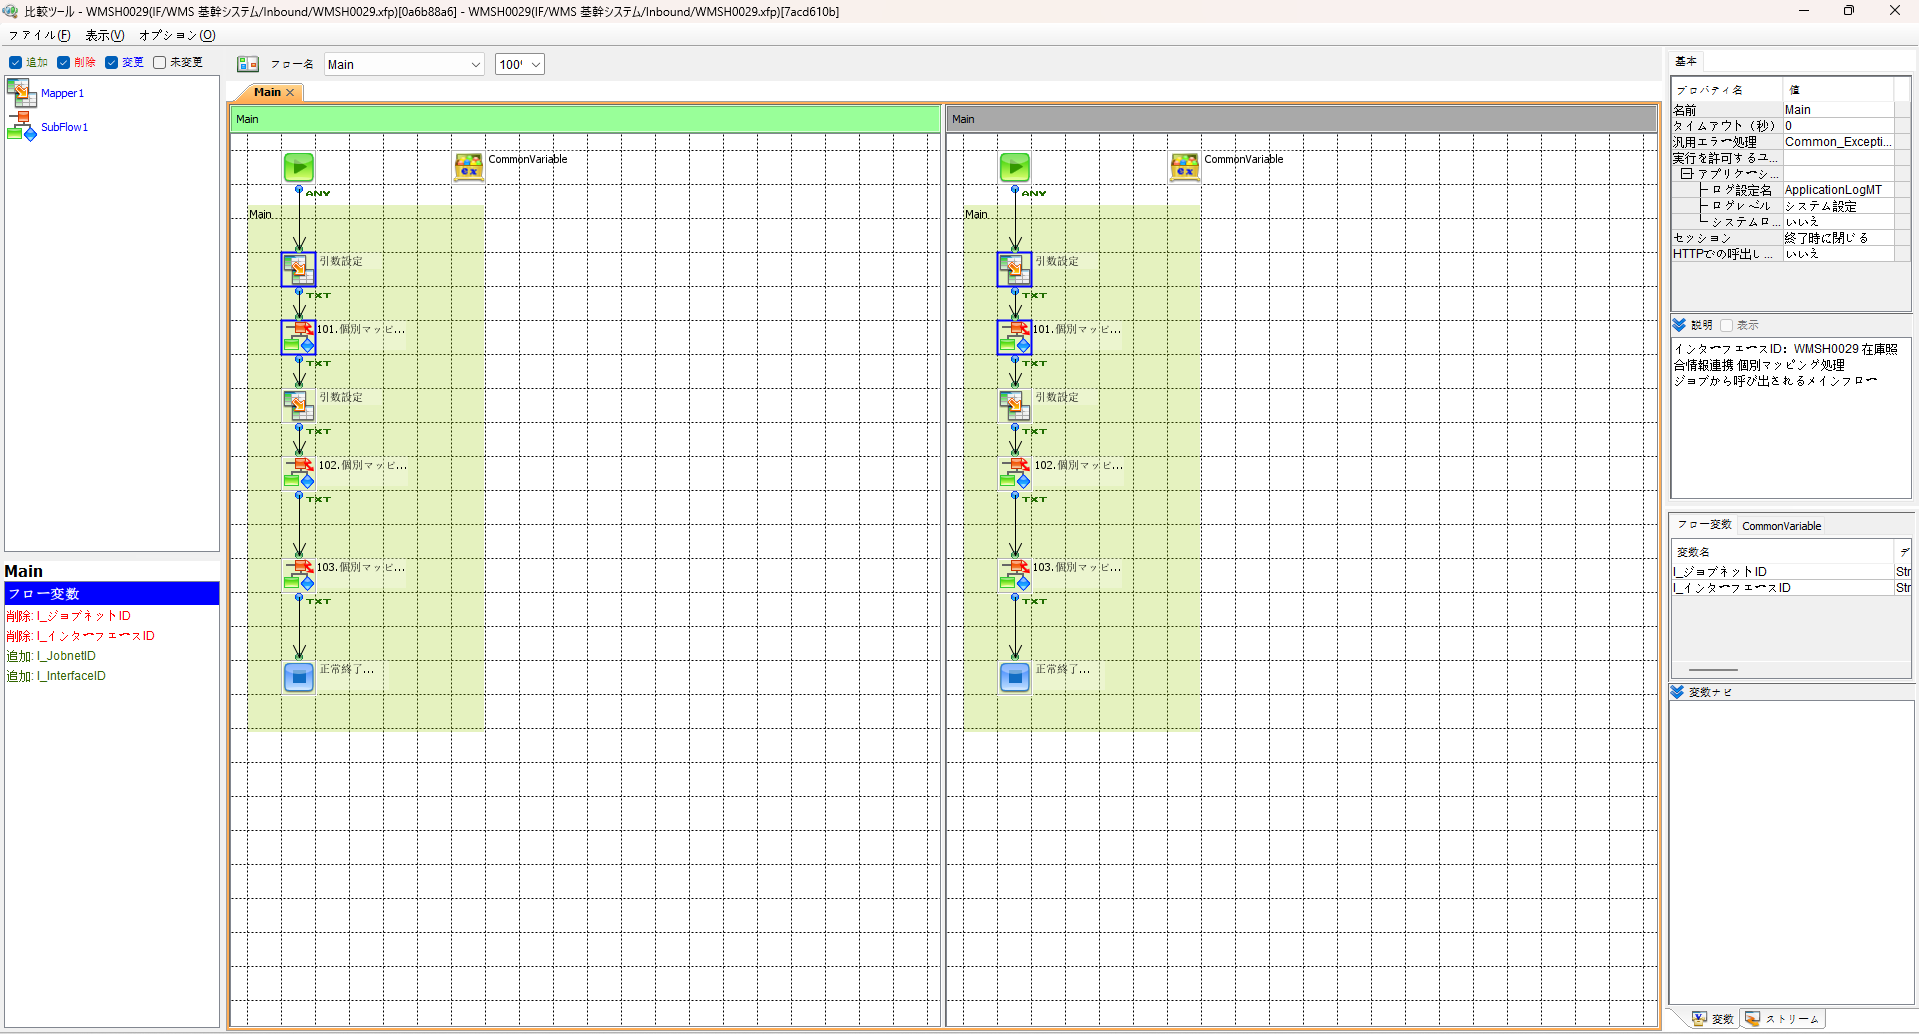 比較ツール - WMSH0029(IF/WMS 基幹システム/Inbound/WMSH0029.xfp)[0a6b88a6] - WMSH0029(IF/WMS 基幹システム/Inbound/WMSH0029.xfp)[7acd610b]
ファイル(F) 表示(V) オプション(O)
追加 削除 変更 未変更
フロー名 Main 100'
Mapper1
SubFlow1
Main
フロー変数
削除: I_ジョブネットID
削除: I_インターフェースID
追加: I_JobnetID
追加: I_InterfaceID
Main
Main
CommonVariable
ANY
Main
引数設定
TXT
101.個別マッピ...
TXT
引数設定
TXT
102.個別マッピ...
TXT
103.個別マッピ...
TXT
正常終了...
Main
CommonVariable
ANY
Main
引数設定
TXT
101.個別マッピ...
TXT
引数設定
TXT
102.個別マッピ...
TXT
103.個別マッピ...
TXT
正常終了...
基本
プロパティ名 値
名前 Main
タイムアウト（秒） 0
汎用エラー処理 Common_Excepti...
実行を許可するユ...
アプリケーシ...
ログ設定名 ApplicationLogMT
ログレベル システム設定
システムロ... いいえ
セッション 終了時に閉じる
HTTPでの呼出し... いいえ
説明 表示
インターフェースID：WMSH0029 在庫照
合情報連携 個別マッピング処理
ジョブから呼び出されるメインフロー
フロー変数 CommonVariable
変数名 デ
I_ジョブネットID Str
I_インターフェースID Str
変数ナビ
変数 ストリーム